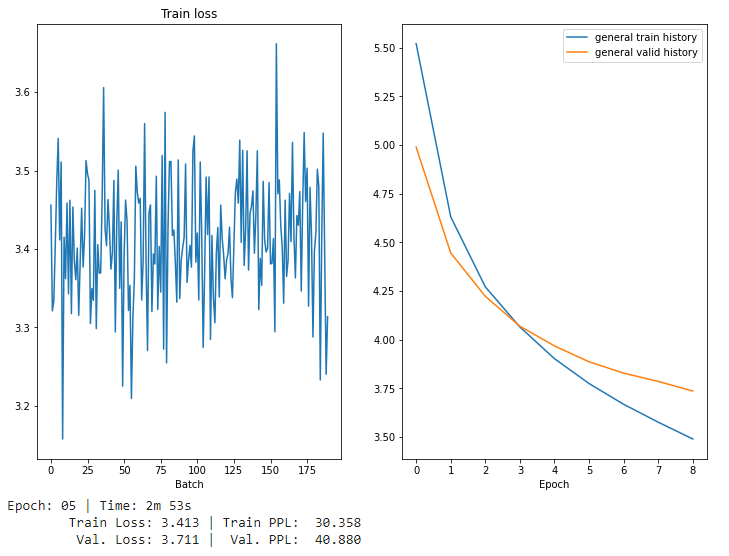 Train loss
3.6
3.5
3.4
3.3
3.2
0 25 50 75 100 125 150 175
Batch
general train history
general valid history
5.50
5.25
5.00
4.75
4.50
4.25
4.00
3.75
3.50
0 1 2 3 4 5 6 7 8
Epoch
Epoch: 05 | Time: 2m 53s
Train Loss: 3.413 | Train PPL: 30.358
Val. Loss: 3.711 | Val. PPL: 40.880